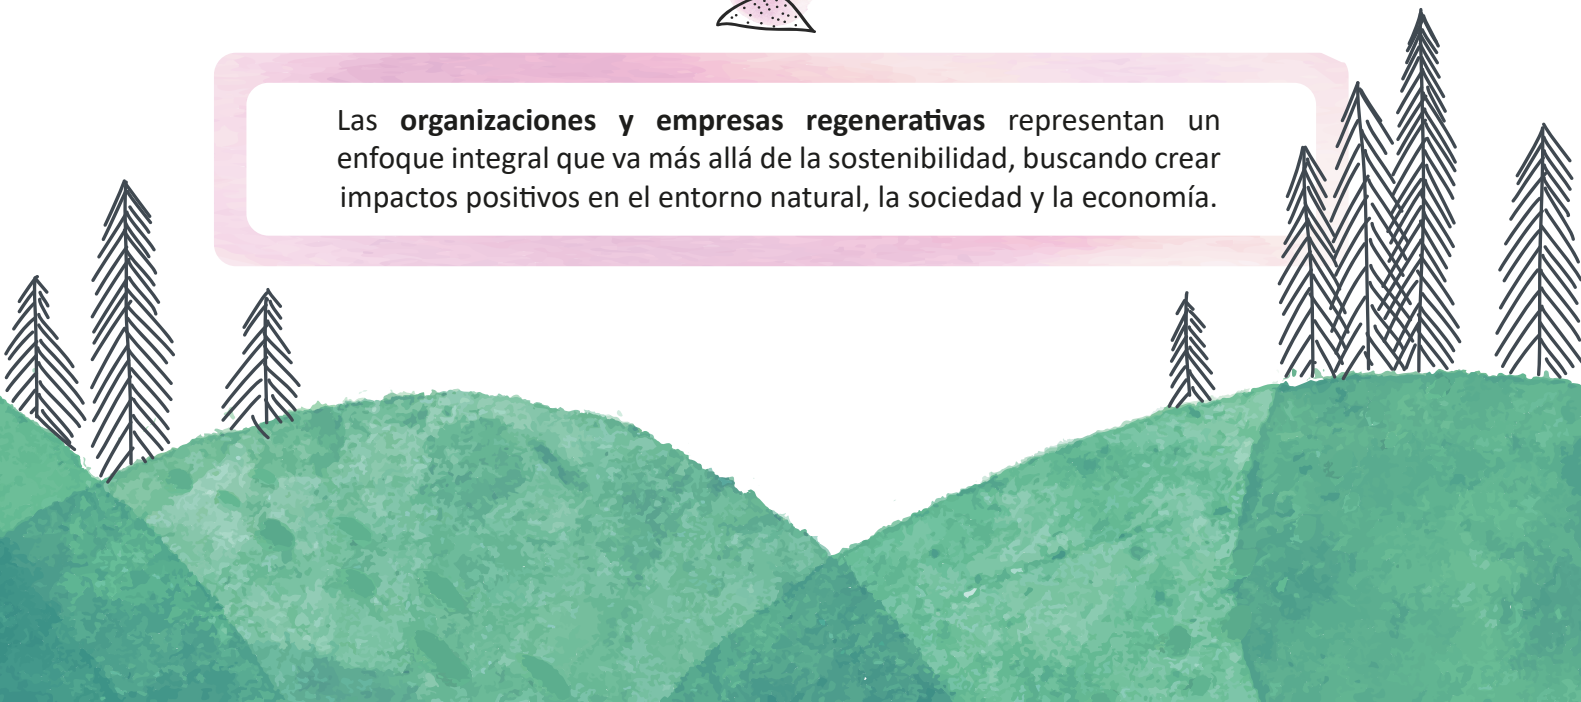 Las organizaciones y empresas regenerativas representan un
enfoque integral que va más allá de la sostenibilidad, buscando crear
impactos positivos en el entorno natural, la sociedad y la economía.